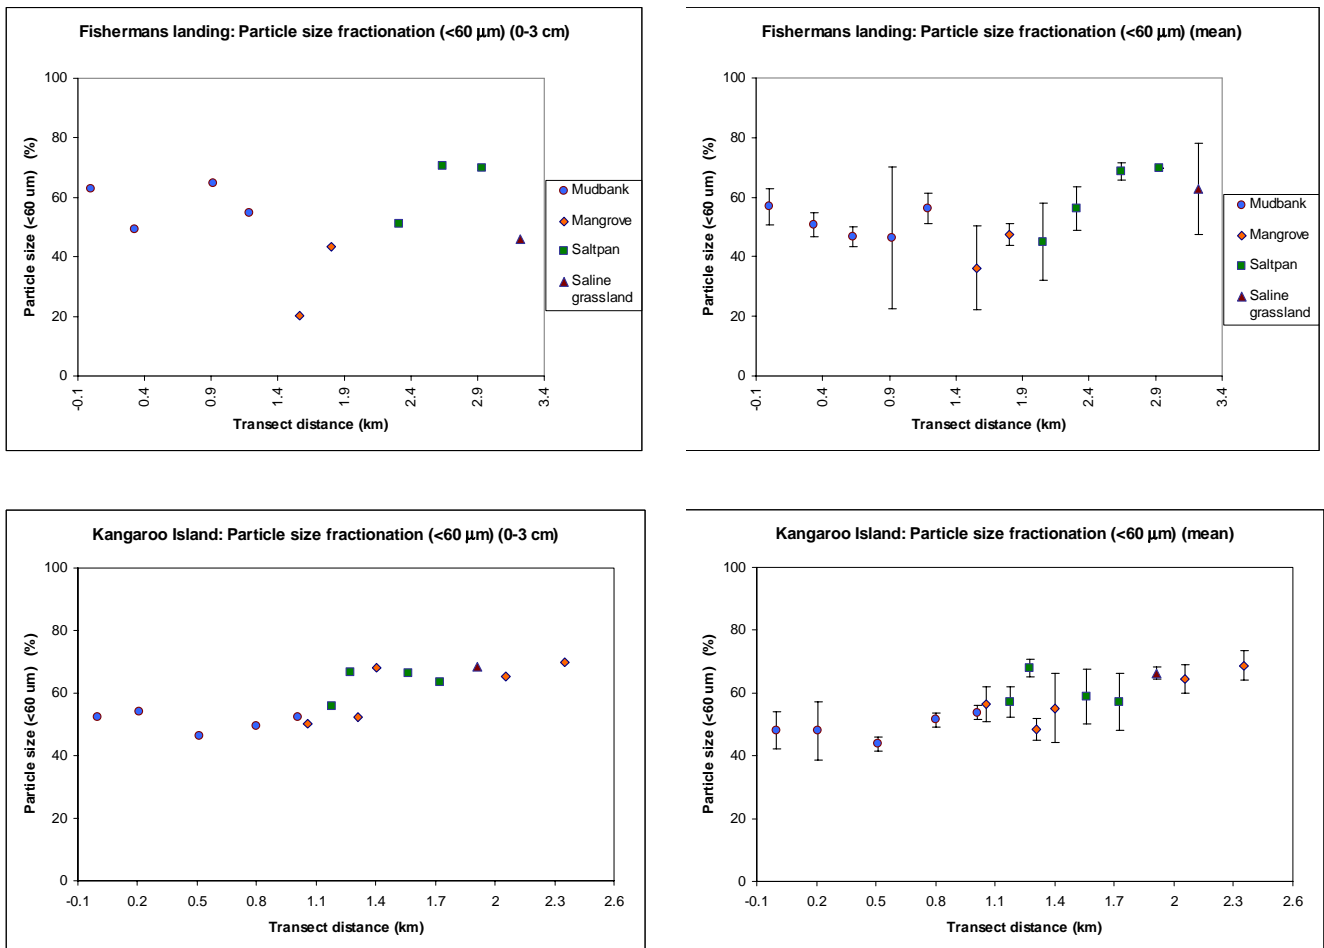 Fishermans landing: Particle size fractionation (<60 µm) (0-3 cm)
100
80
60
40
20
0
Particle size (<60 um) (%)
-0.1 0.4 0.9 1.4 1.9 2.4 2.9 3.4
Transect distance (km)
Mudbank
Mangrove
Saltpan
Saline
grassland
Fishermans landing: Particle size fractionation (<60 µm) (mean)
100
80
60
40
20
0
Particle size (<60 um) (%)
-0.1 0.4 0.9 1.4 1.9 2.4 2.9 3.4
Transect distance (km)
Mudbank
Mangrove
Saltpan
Saline
grassland
Kangaroo Island: Particle size fractionation (<60 µm) (0-3 cm)
100
80
60
40
20
0
Particle size (<60 um) (%)
-0.1 0.2 0.5 0.8 1.1 1.4 1.7 2 2.3 2.6
Transect distance (km)
Kangaroo Island: Particle size fractionation (<60 µm) (mean)
100
80
60
40
20
0
Particle size (<60 um) (%)
-0.1 0.2 0.5 0.8 1.1 1.4 1.7 2 2.3 2.6
Transect distance (km)